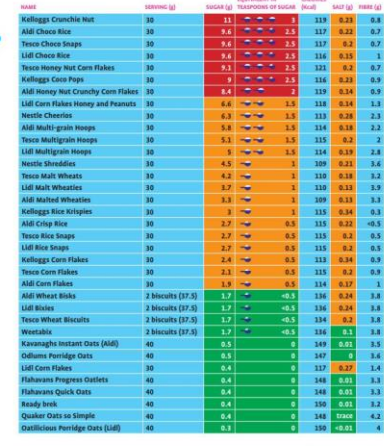 NAME SERVING (g) SUGAR (g) TEASPOONS OF SUGAR (Kcal) SALT (g) FIBRE (g)
Kelloggs Crunchie Nut 30 11 3 119 0.23 0.8
Aldi Choco Rice 30 9.6 2.5 117 0.22 0.7
Tesco Choco Snaps 30 9.6 2.5 117 0.2 0.7
Lidl Choco Rice 30 9.6 2.5 116 0.15 1
Tesco Honey Nut Corn Flakes 30 9.1 2.5 121 0.2 0.7
Kelloggs Coco Pops 30 9 2.5 116 0.23 0.9
Aldi Honey Nut Crunchy Corn Flakes 30 8.4 2 119 0.14 0.9
Lidl Corn Flakes Honey and Peanuts 30 6.6 1.5 118 0.14 1.3
Nestle Cheerios 30 6.3 1.5 113 0.28 2.3
Aldi Multi-grain Hoops 30 5.8 1.5 114 0.18 2.2
Tesco Multigrain Hoops 30 5.1 1.5 115 0.2 2
Lidl Multigrain Hoops 30 5 1.5 114 0.19 2.8
Nestle Shreddies 30 4.5 1 109 0.21 3.6
Tesco Malt Wheats 30 4.2 1 110 0.18 3.2
Lidl Malt Wheaties 30 3.7 1 110 0.13 3.9
Aldi Malted Wheaties 30 3.3 1 109 0.13 3.3
Kelloggs Rice Krispies 30 3 1 115 0.34 0.3
Aldi Crisp Rice 30 2.7 0.5 115 0.22 <0.5
Tesco Rice Snaps 30 2.7 0.5 115 0.2 0.5
Lidl Rice Snaps 30 2.7 0.5 115 0.2 0.5
Kelloggs Corn Flakes 30 2.4 0.5 113 0.34 0.9
Tesco Corn Flakes 30 2.1 0.5 115 0.2 0.9
Aldi Corn Flakes 30 1.9 0.5 114 0.17 1
Aldi Wheat Bisks 2 biscuits (37.5) 1.7 <0.5 136 0.24 3.8
Lidl Bixies 2 biscuits (37.5) 1.7 <0.5 136 0.24 3.8
Tesco Wheat Biscuits 2 biscuits (37.5) 1.7 <0.5 134 0.2 3.8
Weetabix 2 biscuits (37.5) 1.7 <0.5 136 0.1 3.8
Kavanaghs Instant Oats (Aldi) 40 0.5 0 149 0.01 3.5
Odlums Porridge Oats 40 0.5 0 147 0 3.6
Lidl Corn Flakes 30 0.4 0 117 0.27 1.4
Flahavans Progress Oatlets 40 0.4 0 148 0.01 3.3
Flahavans Quick Oats 40 0.4 0 148 0.01 3.3
Ready brek 40 0.4 0 150 0.01 3.2
Quaker Oats so Simple 40 0.4 0 148 trace 4.2
Oatilicious Porridge Oats (Lidl) 40 0.3 0 150 <0.01 4